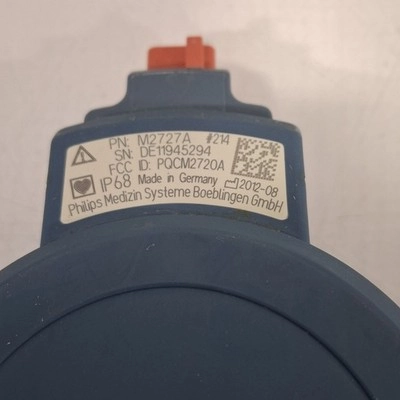 PN: M2727A #214
SN: DE11945294
FCC ID: PQCM2720A
IP68 Made in Germany 2012-08
Philips Medizin Systeme Boeblingen GmbH